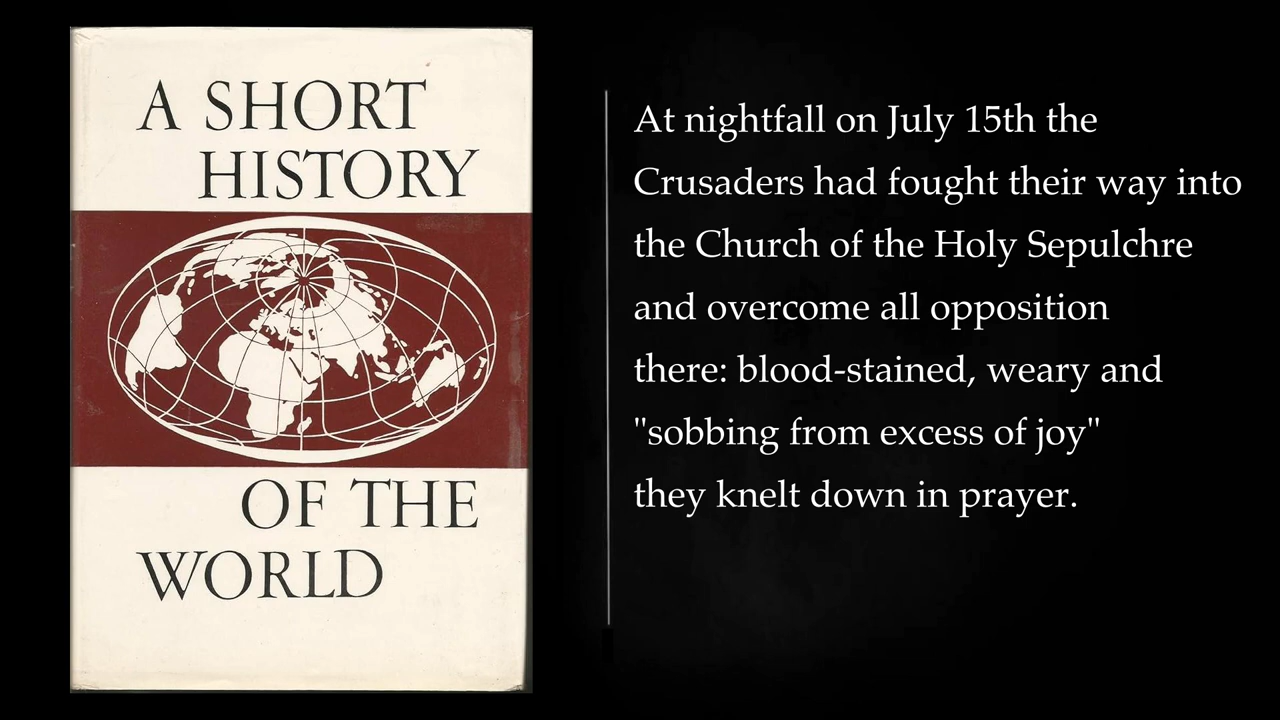 A SHORT
HISTORY
OF THE
WORLD
At nightfall on July 15th the
Crusaders had fought their way into
the Church of the Holy Sepulchre
and overcome all opposition
there: blood-stained, weary and
"sobbing from excess of joy"
they knelt down in prayer.